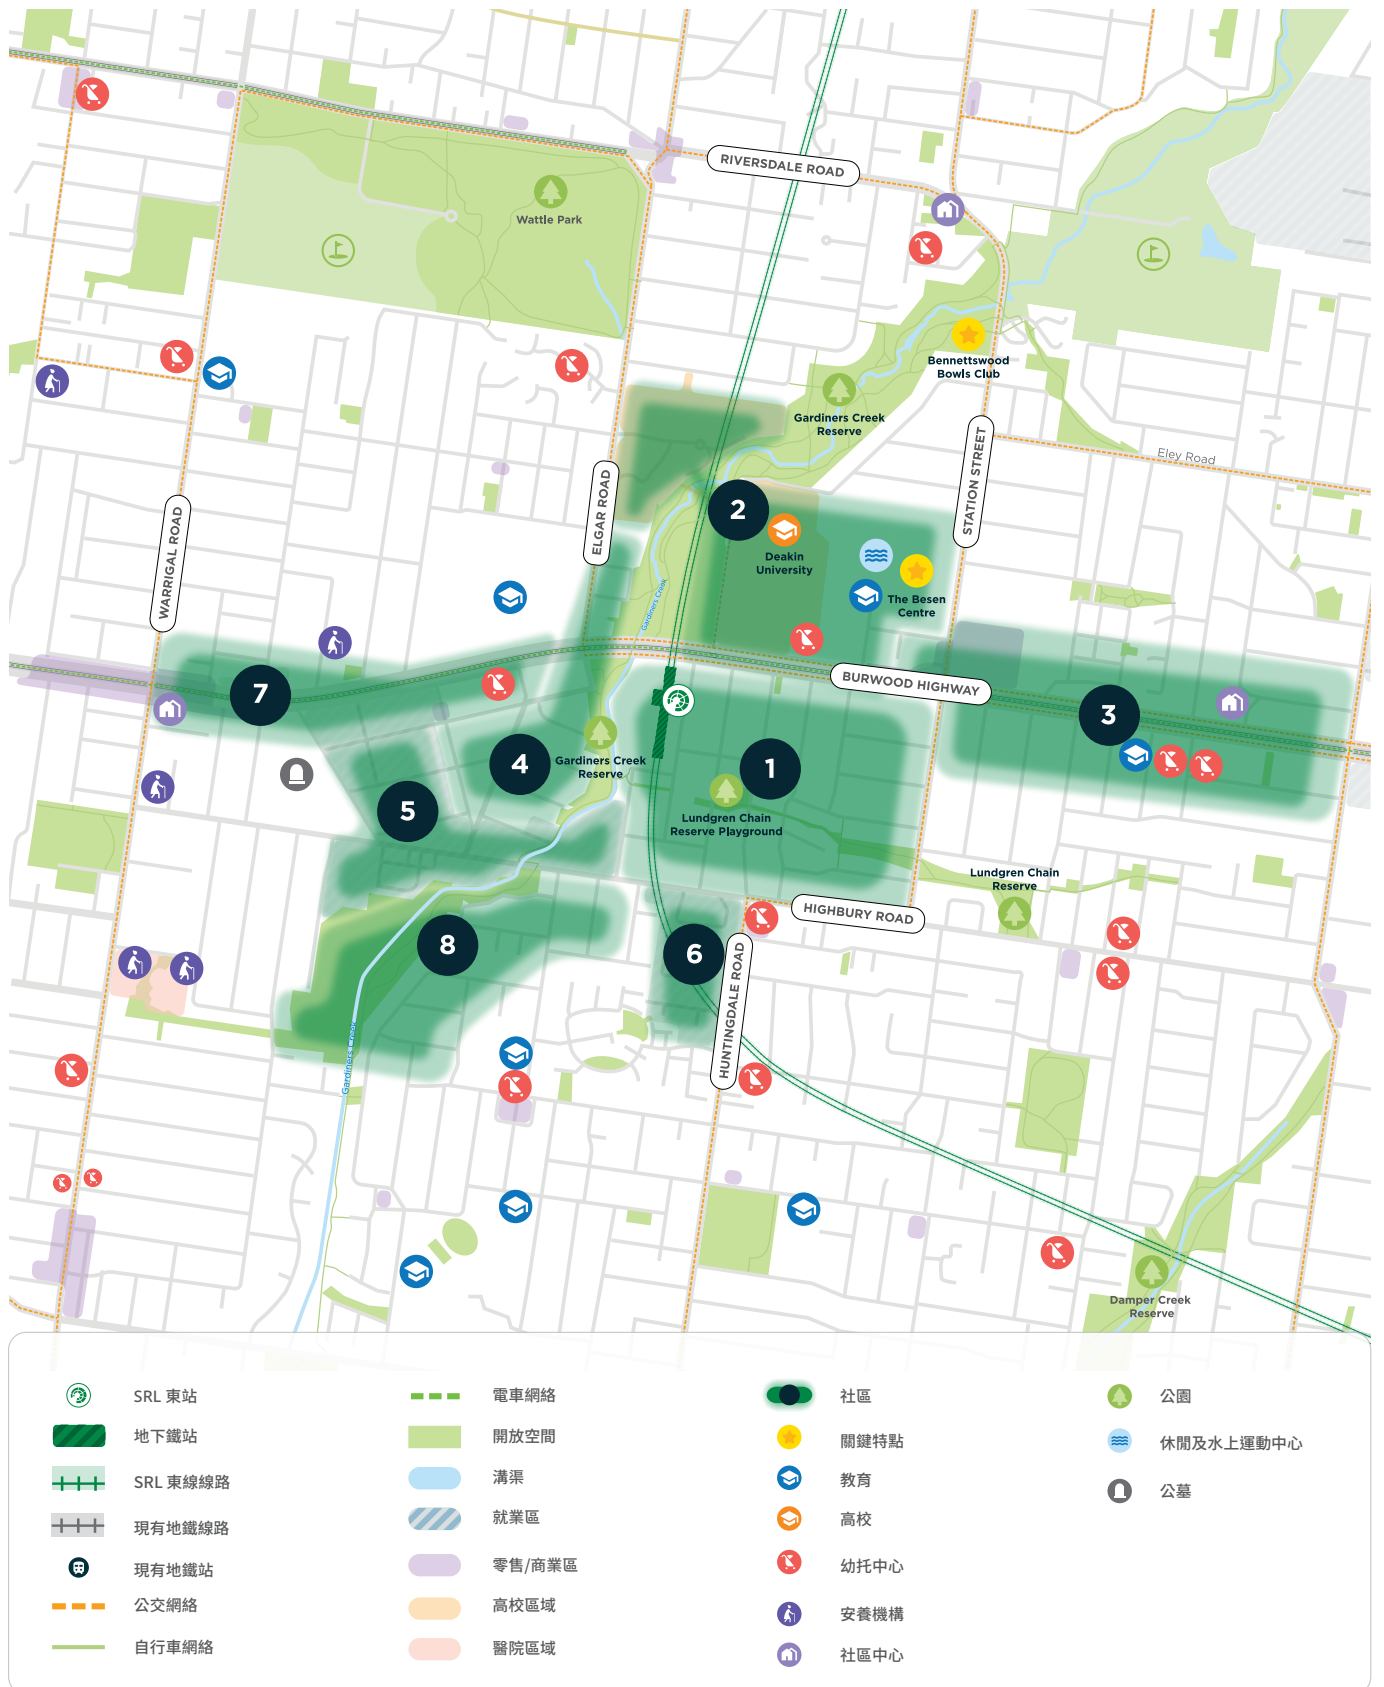 RIVERSDALE ROAD
Wattle Park
Bennettswood
Bowls Club
Gardiners Creek
Reserve
STATION STREET
Eley Road
ELGAR ROAD
WARRIGAL ROAD
2
Deakin
University
The Besen
Centre
Gardiners Creek
7
BURWOOD HIGHWAY
3
4
Gardiners Creek
Reserve
1
5
Lundgren Chain
Reserve Playground
Lundgren Chain
Reserve
HIGHBURY ROAD
8
6
HUNTINGDALE ROAD
Gardiners Creek
Damper Creek
Reserve
SRL 東站
地下鐵站
SRL 東線線路
現有地鐵線路
現有地鐵站
公交網絡
自行車網絡
電車網絡
開放空間
溝渠
就業區
零售/商業區
高校區域
醫院區域
社區
關鍵特點
教育
高校
幼托中心
安養機構
社區中心
公園
休閒及水上運動中心
公墓